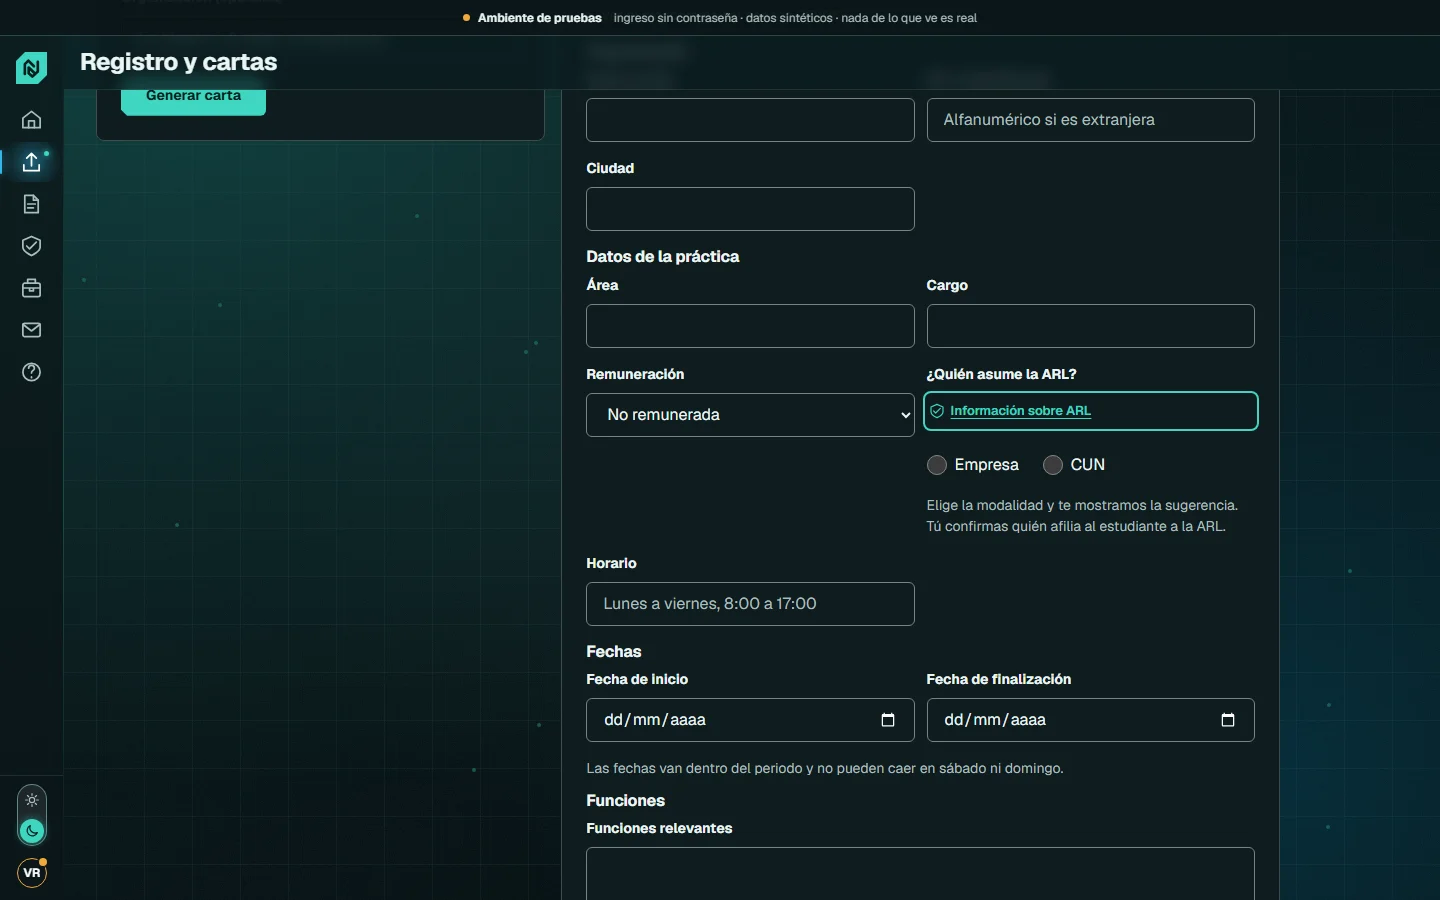 Ambiente de pruebas ingreso sin contraseña · datos sintéticos · nada de lo que ve es real
Registro y cartas
Generar carta
Alfanumérico si es extranjera
Ciudad
Datos de la práctica
Área
Cargo
Remuneración
¿Quién asume la ARL?
No remunerada
Información sobre ARL
Empresa
CUN
Elige la modalidad y te mostramos la sugerencia.
Tú confirmas quién afilia al estudiante a la ARL.
Horario
Lunes a viernes, 8:00 a 17:00
Fechas
Fecha de inicio
Fecha de finalización
dd/mm/aaaa
dd/mm/aaaa
Las fechas van dentro del periodo y no pueden caer en sábado ni domingo.
Funciones
Funciones relevantes
VR